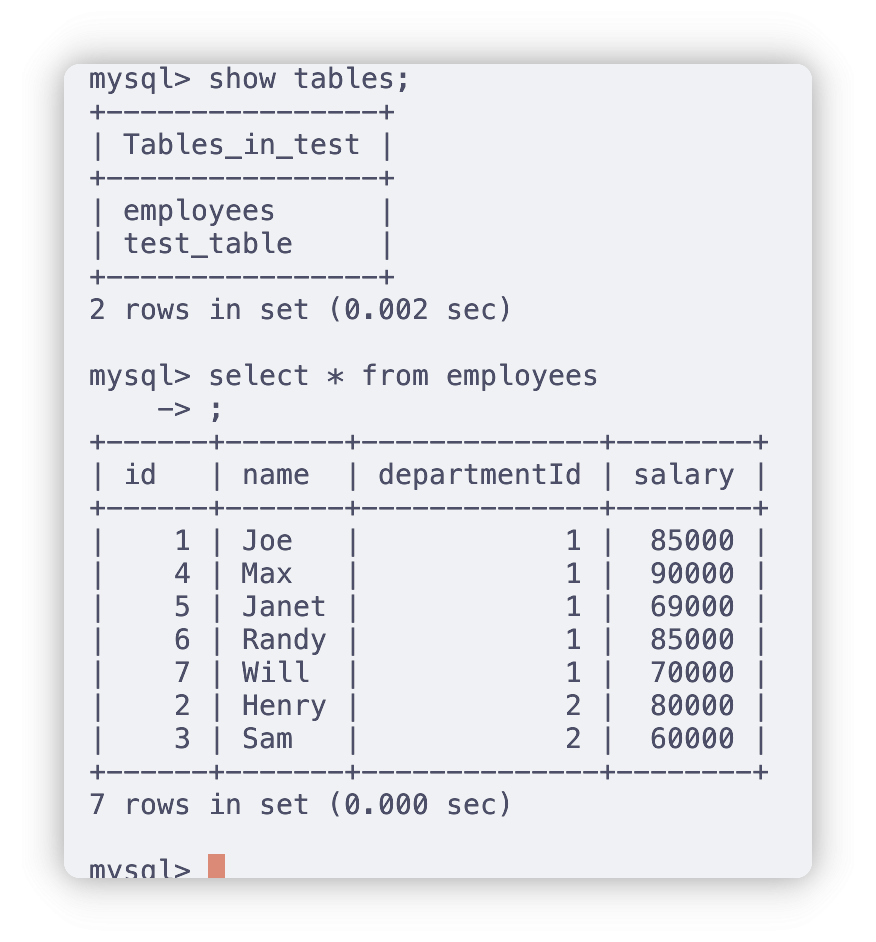 mysql> show tables;
+----------------+
| Tables_in_test |
+----------------+
| employees      |
| test_table     |
+----------------+
2 rows in set (0.002 sec)

mysql> select * from employees
    -> ;
+------+-------+--------------+--------+
| id   | name  | departmentId | salary |
+------+-------+--------------+--------+
|    1 | Joe   |            1 |  85000 |
|    4 | Max   |            1 |  90000 |
|    5 | Janet |            1 |  69000 |
|    6 | Randy |            1 |  85000 |
|    7 | Will  |            1 |  70000 |
|    2 | Henry |            2 |  80000 |
|    3 | Sam   |            2 |  60000 |
+------+-------+--------------+--------+
7 rows in set (0.000 sec)

mysql>